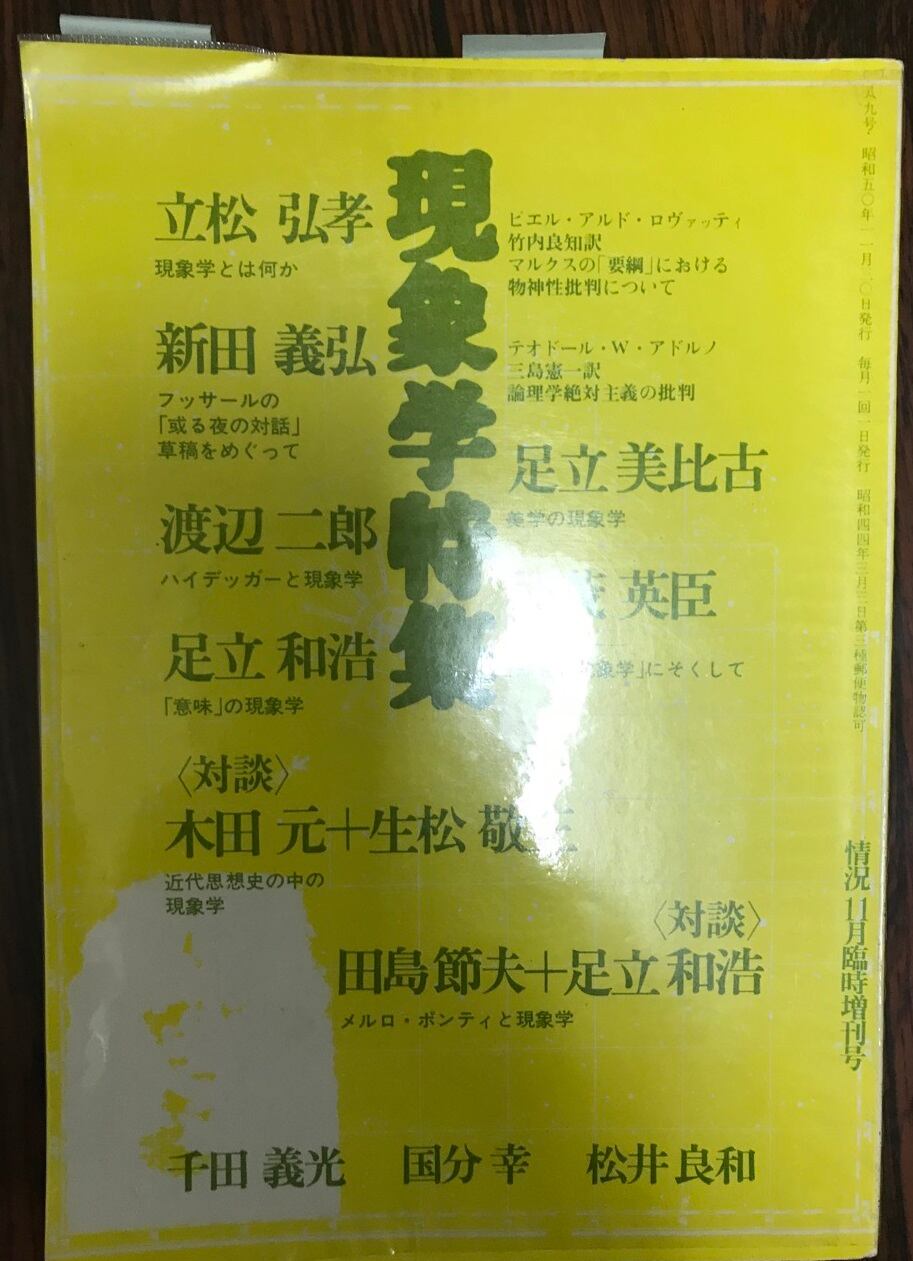 現象学特集
立松 弘孝
現象学とは何か
新田 義弘
フッサールの
「或る夜の対話」
草稿をめぐって
渡辺 二郎
ハイデッガーと現象学
足立 和浩
「意味」の現象学
ピエル・アルド・ロヴァッティ
竹内良知訳
マルクスの「要綱」における
物神性批判について
テオドール・W・アドルノ
三島憲一訳
論理学絶対主義の批判
足立 美比古
美学の現象学
英臣
象学」にそくして
〈対談〉
木田 元＋生松 敬三
近代思想史の中の
現象学
〈対談〉
田島 節夫＋足立 和浩
メルロ・ポンティと現象学
千田 義光 国分 幸 松井 良和
八九号 昭和五〇年一一月三〇日発行 毎月一回一日発行 昭和四四年三月三日第三種郵便物認可
情況 11月臨時増刊号